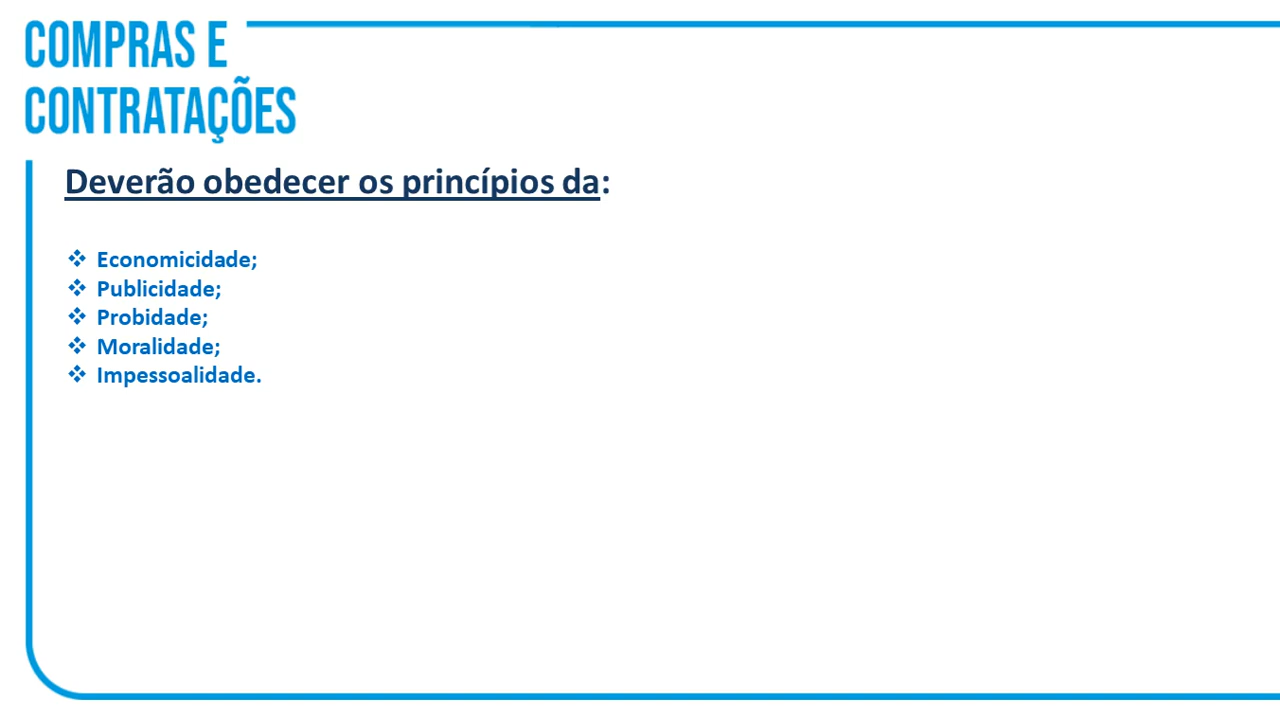 COMPRAS E
CONTRATAÇÕES
Deverão obedecer os princípios da:
❖ Economicidade;
❖ Publicidade;
❖ Probidade;
❖ Moralidade;
❖ Impessoalidade.